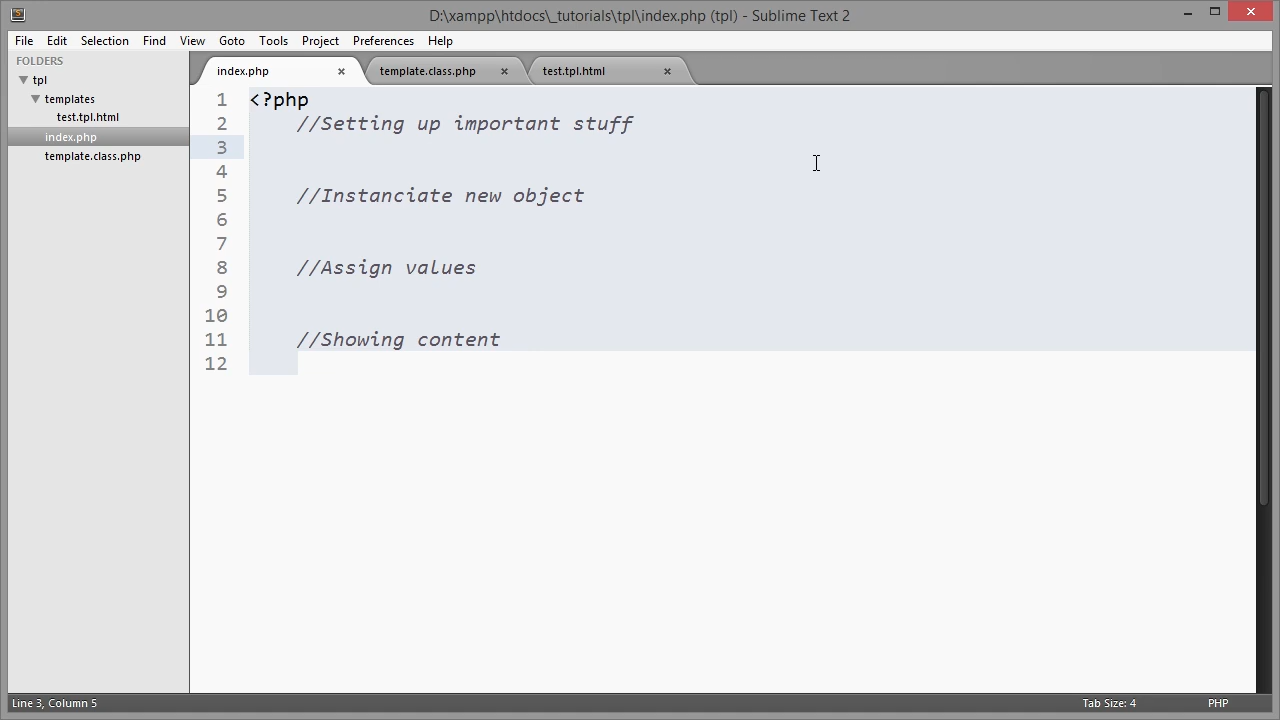 D:\xampp\htdocs\_tutorials\tpl\index.php (tpl) - Sublime Text 2
File Edit Selection Find View Goto Tools Project Preferences Help
FOLDERS
tpl
templates
test.tpl.html
index.php
template.class.php
index.php × template.class.php × test.tpl.html ×
1 <?php
2 //Setting up important stuff
3
4
5 //Instanciate new object
6
7
8 //Assign values
9
10
11 //Showing content
12
Line 3, Column 5 Tab Size: 4 PHP